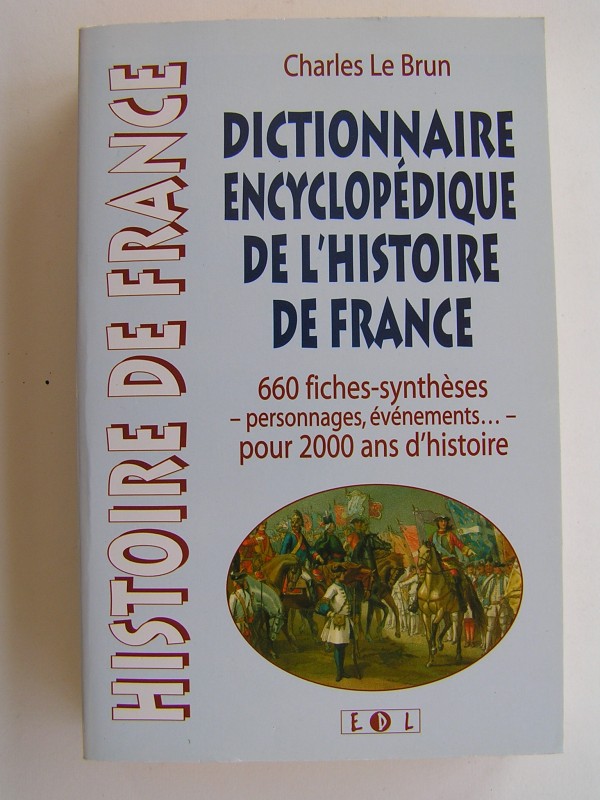 Charles Le Brun
DICTIONNAIRE
ENCYCLOPÉDIQUE
DE L'HISTOIRE
DE FRANCE
660 fiches-synthèses
– personnages, événements... –
pour 2000 ans d'histoire
HISTOIRE DE FRANCE
EDL